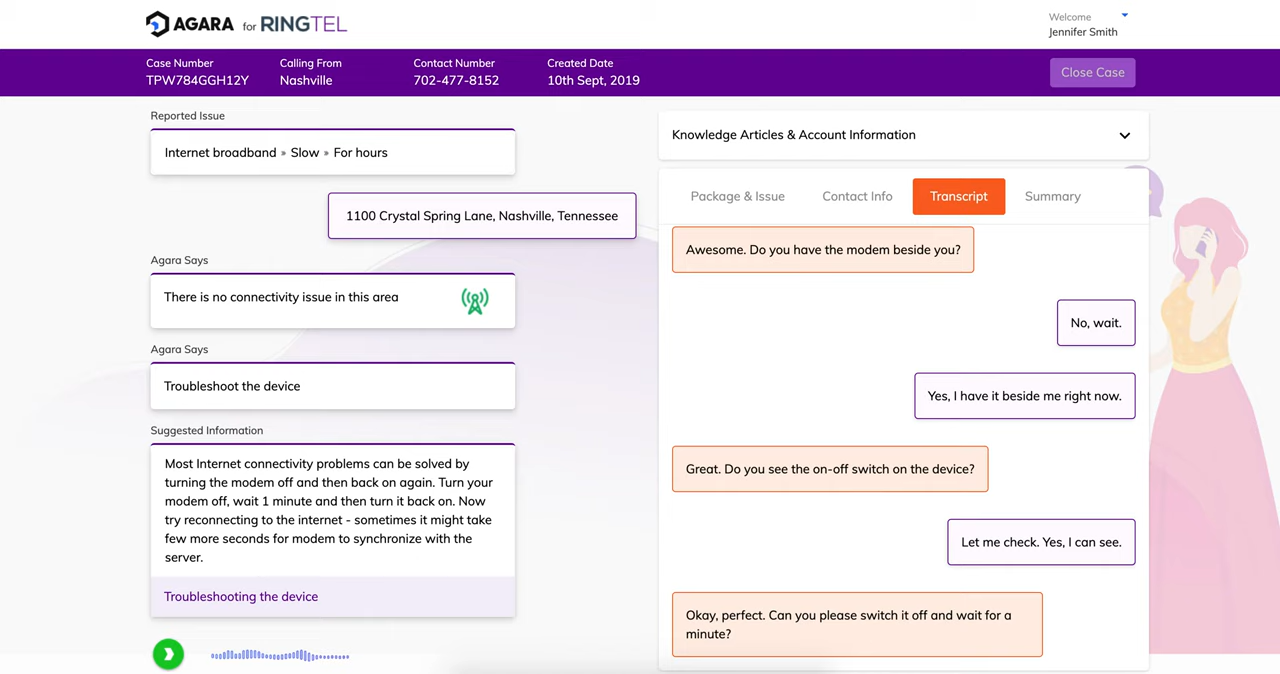 AGARA for RINGTEL
Welcome
Jennifer Smith
Case Number
TPW784GGH12Y
Calling From
Nashville
Contact Number
702-477-8152
Created Date
10th Sept, 2019
Close Case
Reported Issue
Internet broadband » Slow » For hours
1100 Crystal Spring Lane, Nashville, Tennessee
Agara Says
There is no connectivity issue in this area
Agara Says
Troubleshoot the device
Suggested Information
Most Internet connectivity problems can be solved by
turning the modem off and then back on again. Turn your
modem off, wait 1 minute and then turn it back on. Now
try reconnecting to the internet - sometimes it might take
few more seconds for modem to synchronize with the
server.
Troubleshooting the device
Knowledge Articles & Account Information
Package & Issue
Contact Info
Transcript
Summary
Awesome. Do you have the modem beside you?
No, wait.
Yes, I have it beside me right now.
Great. Do you see the on-off switch on the device?
Let me check. Yes, I can see.
Okay, perfect. Can you please switch it off and wait for a
minute?